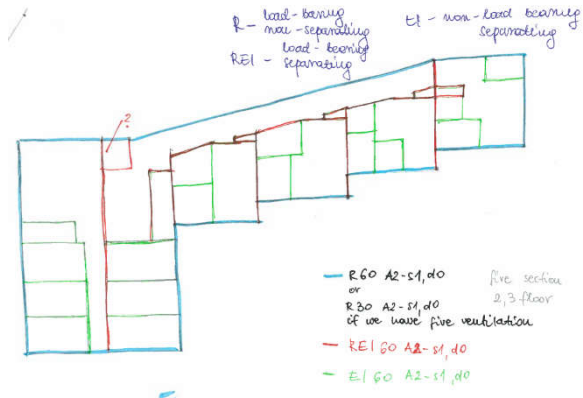 load-baring
R - non-separating
load-bearing
REI - separating
EI - non-load bearing
separating
2
R60 A2-s1,d0
or
R30 A2-s1,d0
if we have fire ventilation
fire section
2,3 floor
REI 60 A2-s1,d0
EI 60 A2-s1,d0